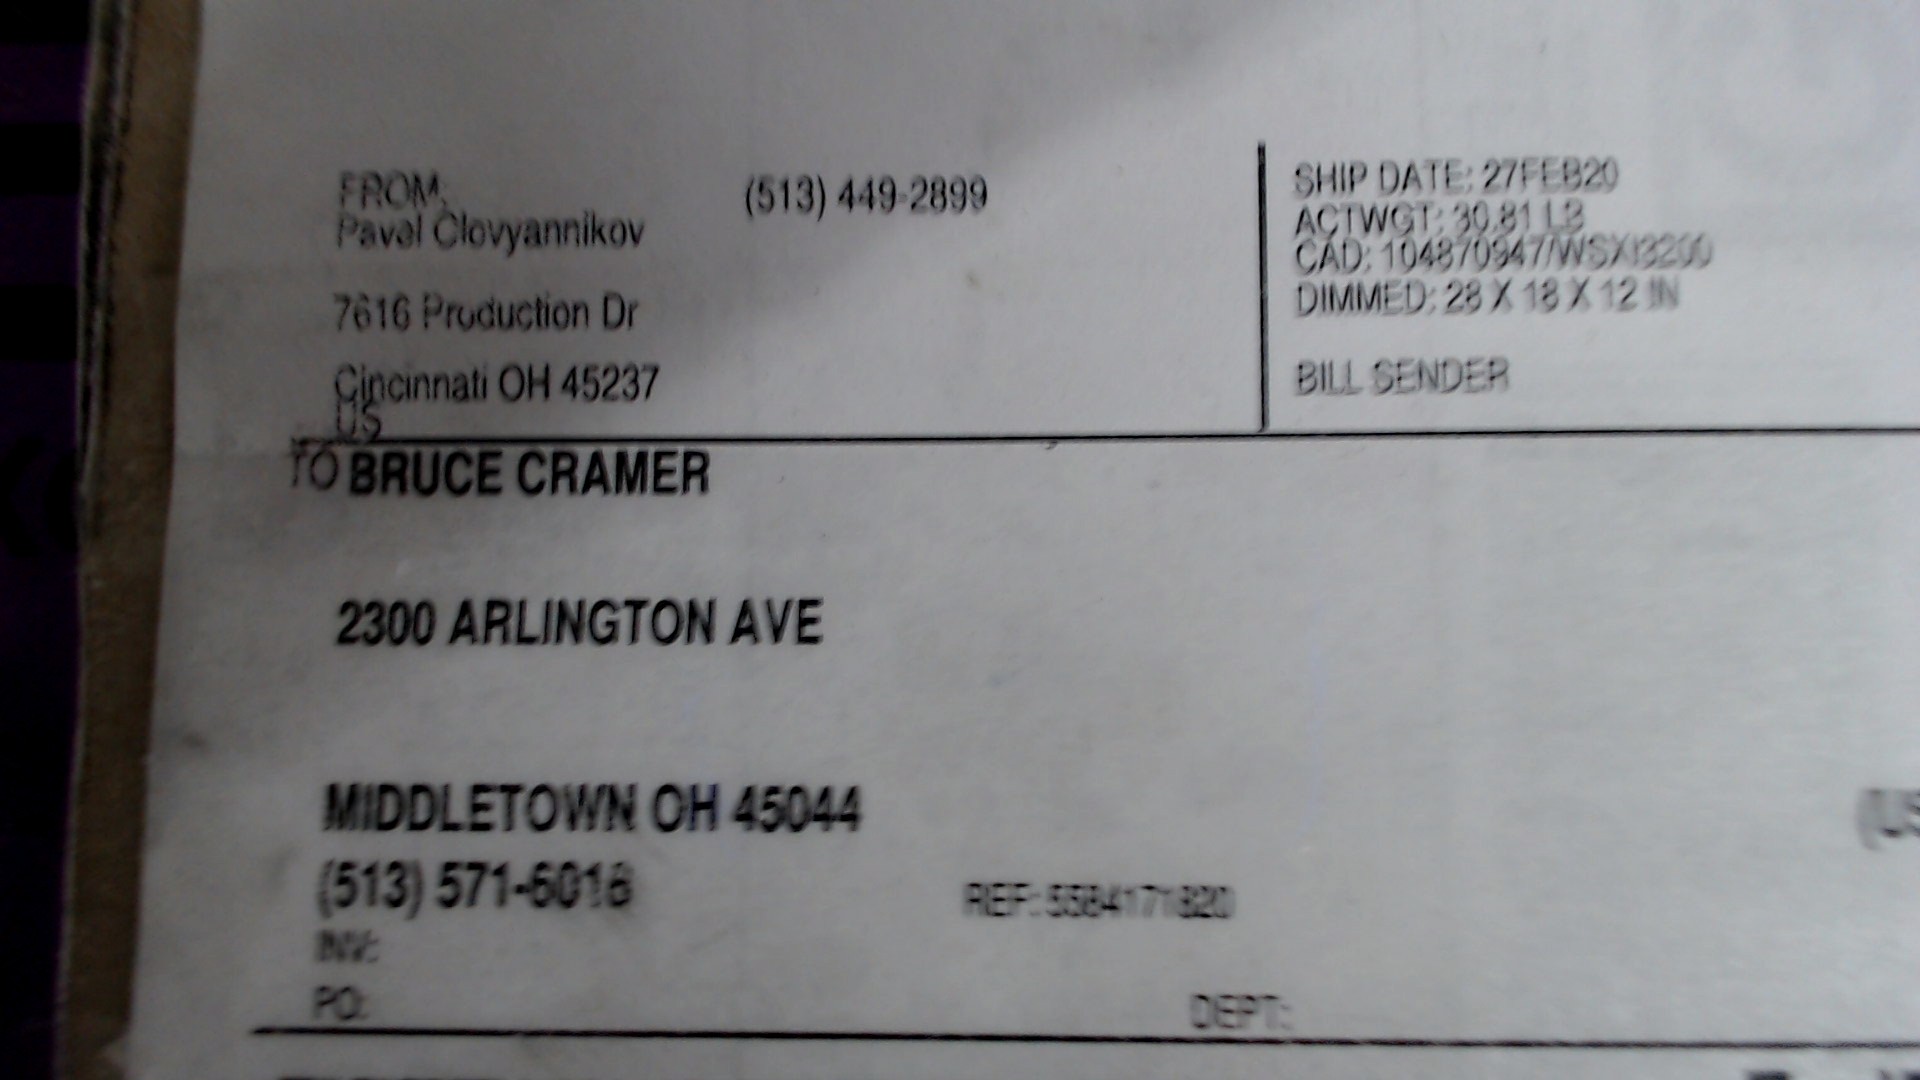 FROM: (513) 449-2899
Pavel Clovyannikov
7616 Production Dr
Cincinnati OH 45237
US
SHIP DATE: 27FEB20
ACTWGT: 30.81 LB
CAD: 104870947/WSXI3200
DIMMED: 28 X 18 X 12 IN
BILL SENDER
TO BRUCE CRAMER
2300 ARLINGTON AVE
MIDDLETOWN OH 45044
(US
(513) 571-6018
REF: 5584171820
INV:
PO:
DEPT: